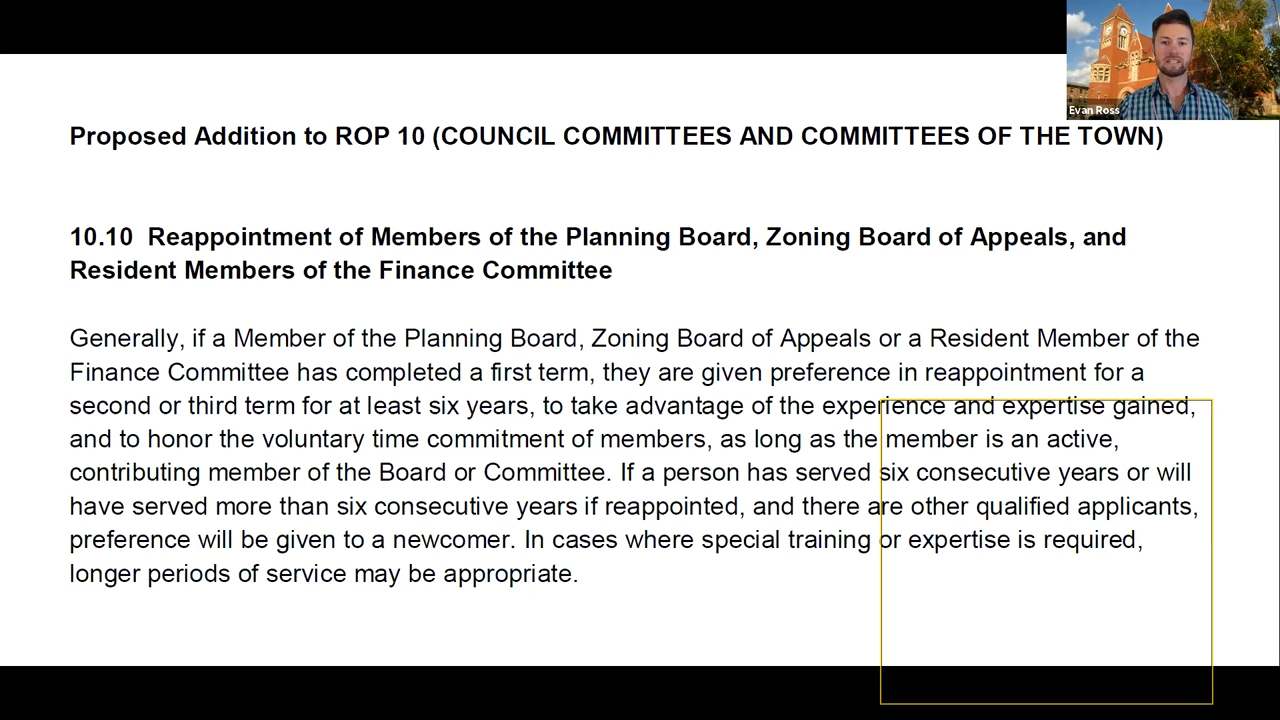 Evan Ross
Proposed Addition to ROP 10 (COUNCIL COMMITTEES AND COMMITTEES OF THE TOWN)
10.10 Reappointment of Members of the Planning Board, Zoning Board of Appeals, and
Resident Members of the Finance Committee
Generally, if a Member of the Planning Board, Zoning Board of Appeals or a Resident Member of the
Finance Committee has completed a first term, they are given preference in reappointment for a
second or third term for at least six years, to take advantage of the experience and expertise gained,
and to honor the voluntary time commitment of members, as long as the member is an active,
contributing member of the Board or Committee. If a person has served six consecutive years or will
have served more than six consecutive years if reappointed, and there are other qualified applicants,
preference will be given to a newcomer. In cases where special training or expertise is required,
longer periods of service may be appropriate.